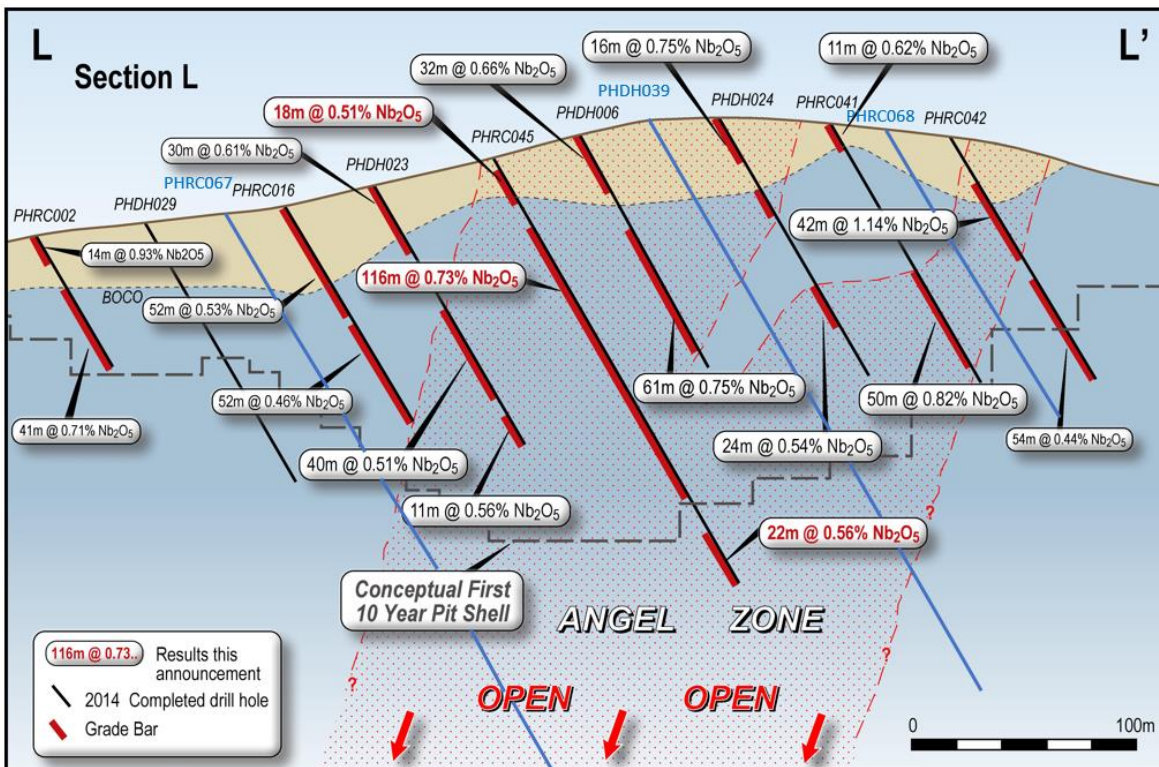 L
L'
Section L
16m @ 0.75% Nb₂O₅
11m @ 0.62% Nb₂O₅
32m @ 0.66% Nb₂O₅
PHDH039
PHDH024
PHRC041
PHRC068
PHRC042
18m @ 0.51% Nb₂O₅
PHDH006
PHRC045
30m @ 0.61% Nb₂O₅
PHDH023
PHRC067
PHRC016
PHDH029
PHRC002
14m @ 0.93% Nb2O5
42m @ 1.14% Nb₂O₅
116m @ 0.73% Nb₂O₅
BOCO
52m @ 0.53% Nb₂O₅
61m @ 0.75% Nb₂O₅
50m @ 0.82% Nb₂O₅
52m @ 0.46% Nb₂O₅
41m @ 0.71% Nb₂O₅
54m @ 0.44% Nb₂O₅
24m @ 0.54% Nb₂O₅
40m @ 0.51% Nb₂O₅
11m @ 0.56% Nb₂O₅
22m @ 0.56% Nb₂O₅
?
Conceptual First
10 Year Pit Shell
ANGEL ZONE
?
?
OPEN OPEN
116m @ 0.73..
Results this
announcement
2014 Completed drill hole
Grade Bar
0 100m